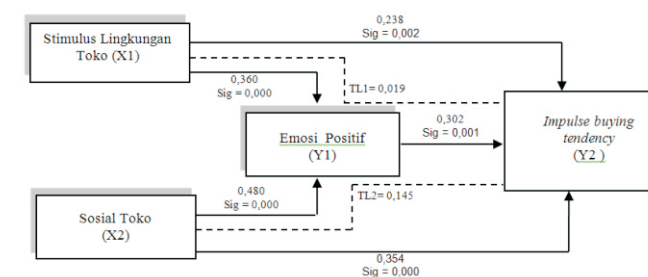 0,238
Sig = 0,002
Stimulus Lingkungan
Toko (X1)
0,360
Sig = 0,000
TL1= 0,019
Emosi Positif
(Y1)
0,302
Sig = 0,001
Impulse buying
tendency
(Y2 )
0,480
Sig = 0,000
TL2= 0,145
Sosial Toko
(X2)
0,354
Sig = 0,000